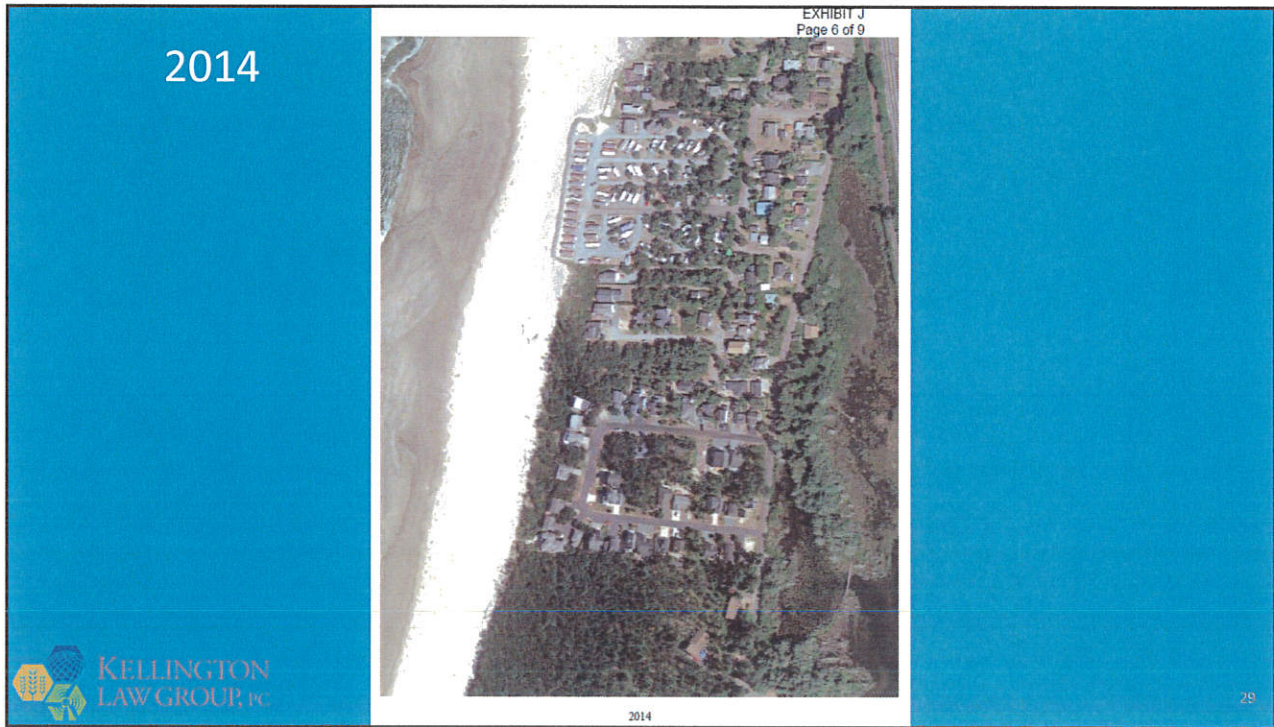 EXHIBIT J
Page 6 of 9
2014
KELLINGTON
LAW GROUP, PC
2014
29